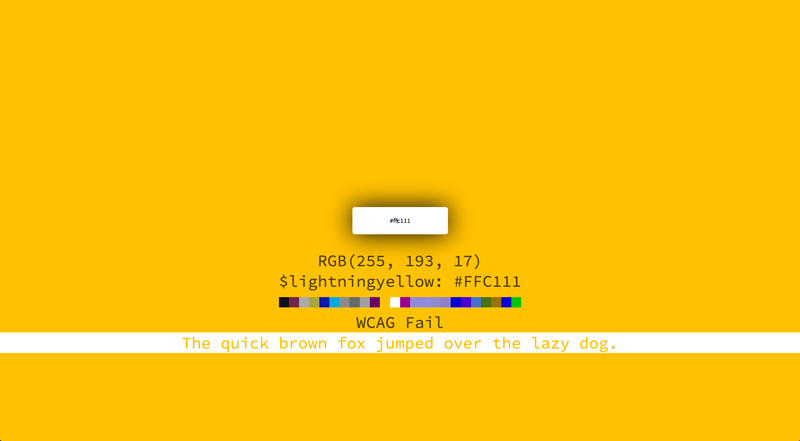 #ffc111
RGB(255, 193, 17)
$lightningyellow: #FFC111
WCAG Fail
The quick brown fox jumped over the lazy dog.